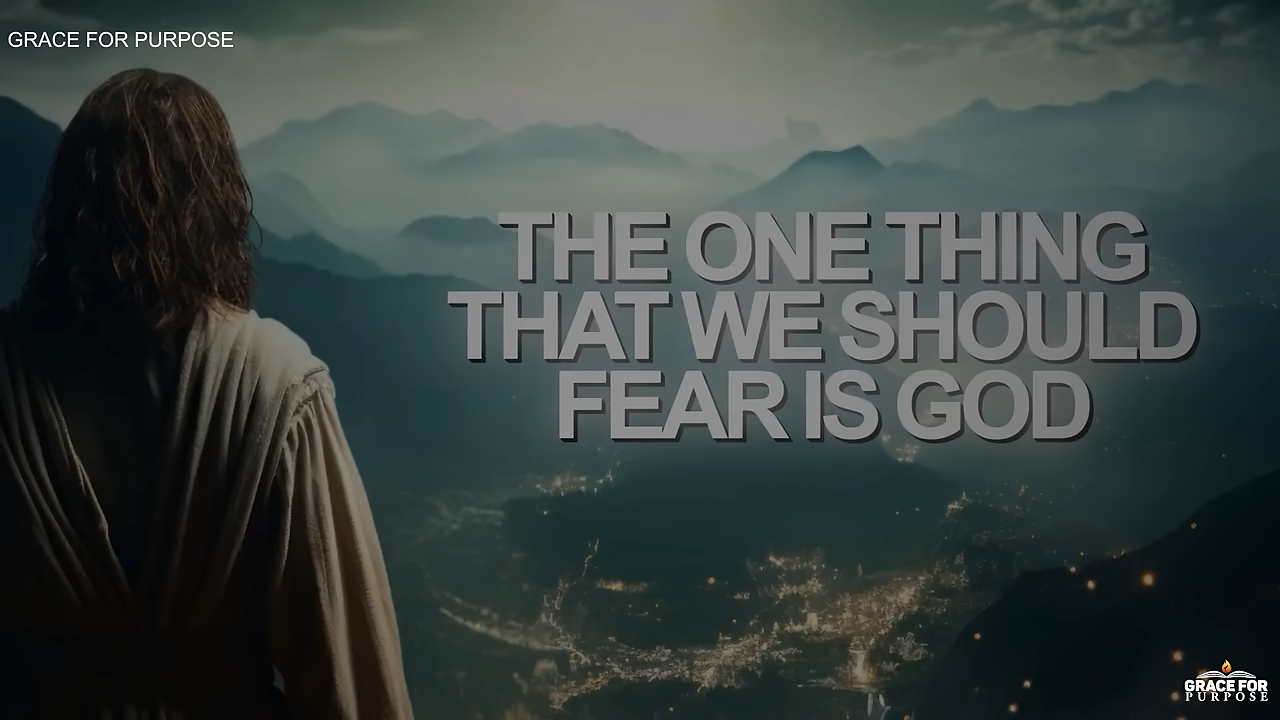 GRACE FOR PURPOSE
THE ONE THING
THAT WE SHOULD
FEAR IS GOD
GRACE FOR
PURPOSE